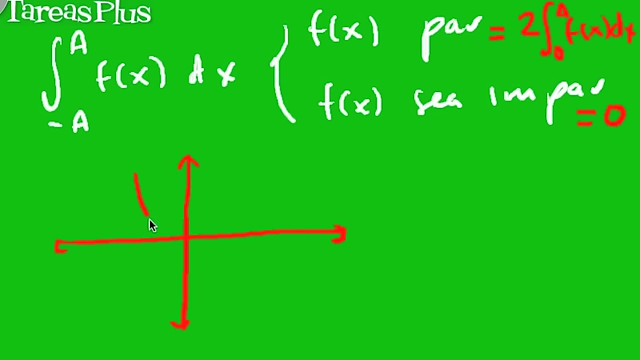 TareasPlus
∫_{-A}^{A} f(x) dx { f(x) par = 2∫_0^A f(x)dx
f(x) sea impar = 0